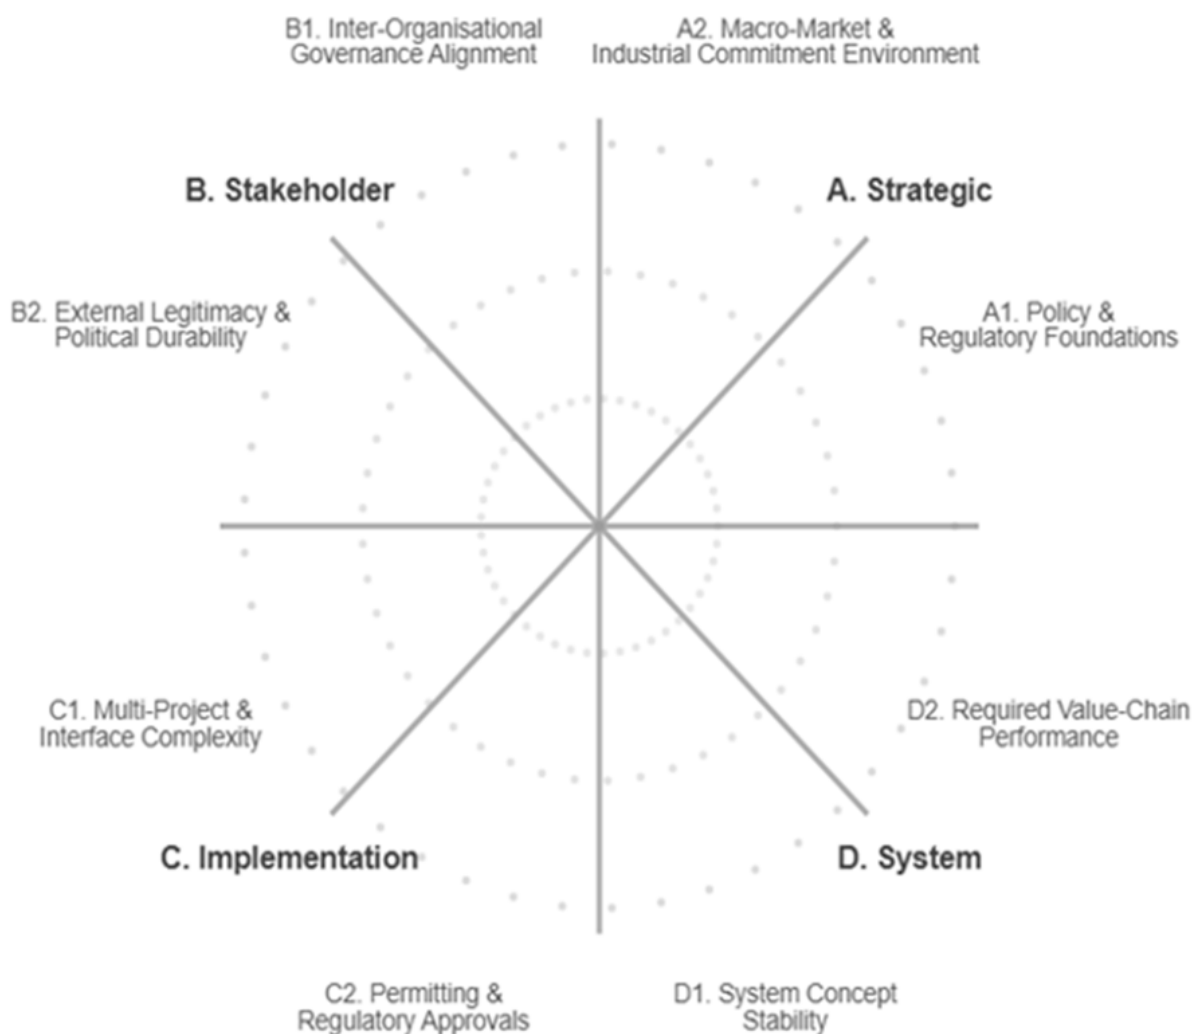 B1. Inter-Organisational
Governance Alignment
A2. Macro-Market &
Industrial Commitment Environment
B. Stakeholder
A. Strategic
B2. External Legitimacy &
Political Durability
A1. Policy &
Regulatory Foundations
C1. Multi-Project &
Interface Complexity
D2. Required Value-Chain
Performance
C. Implementation
D. System
C2. Permitting &
Regulatory Approvals
D1. System Concept
Stability